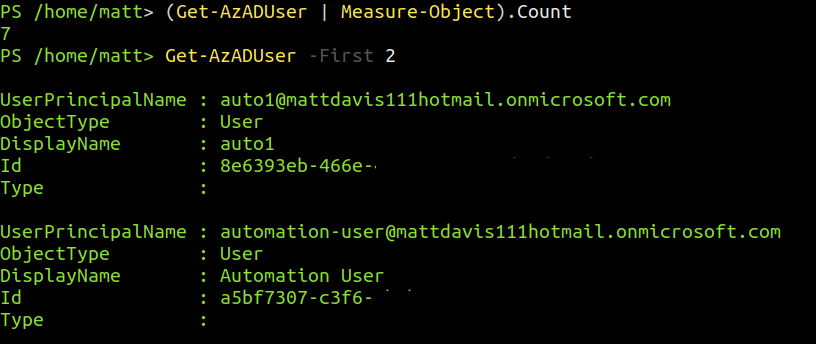 PS /home/matt> (Get-AzADUser | Measure-Object).Count
7
PS /home/matt> Get-AzADUser -First 2
UserPrincipalName : auto1@mattdavis111hotmail.onmicrosoft.com
ObjectType : User
DisplayName : auto1
Id : 8e6393eb-466e-
Type :
UserPrincipalName : automation-user@mattdavis111hotmail.onmicrosoft.com
ObjectType : User
DisplayName : Automation User
Id : a5bf7307-c3f6-
Type :